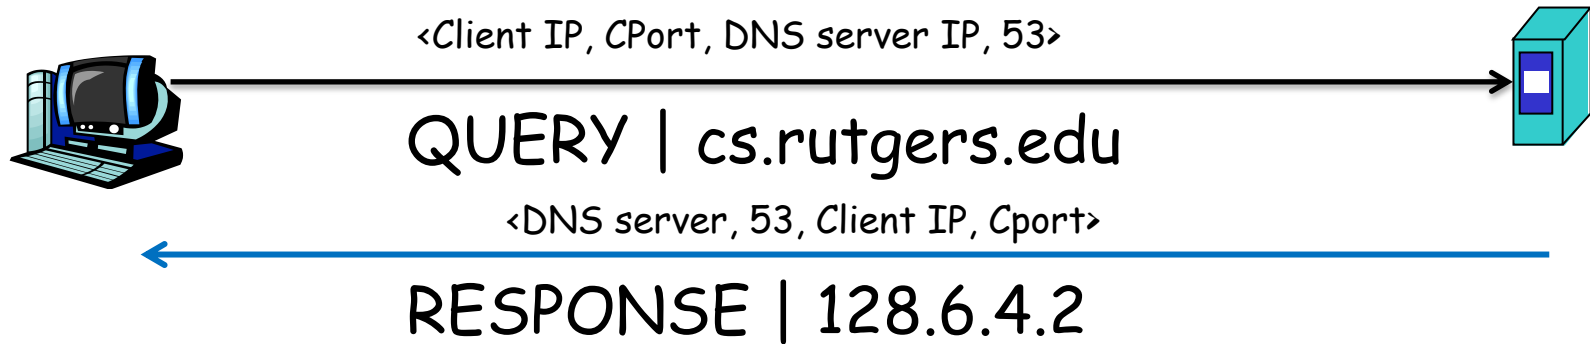 <Client IP, CPort, DNS server IP, 53>
QUERY | cs.rutgers.edu
<DNS server, 53, Client IP, Cport>
RESPONSE | 128.6.4.2